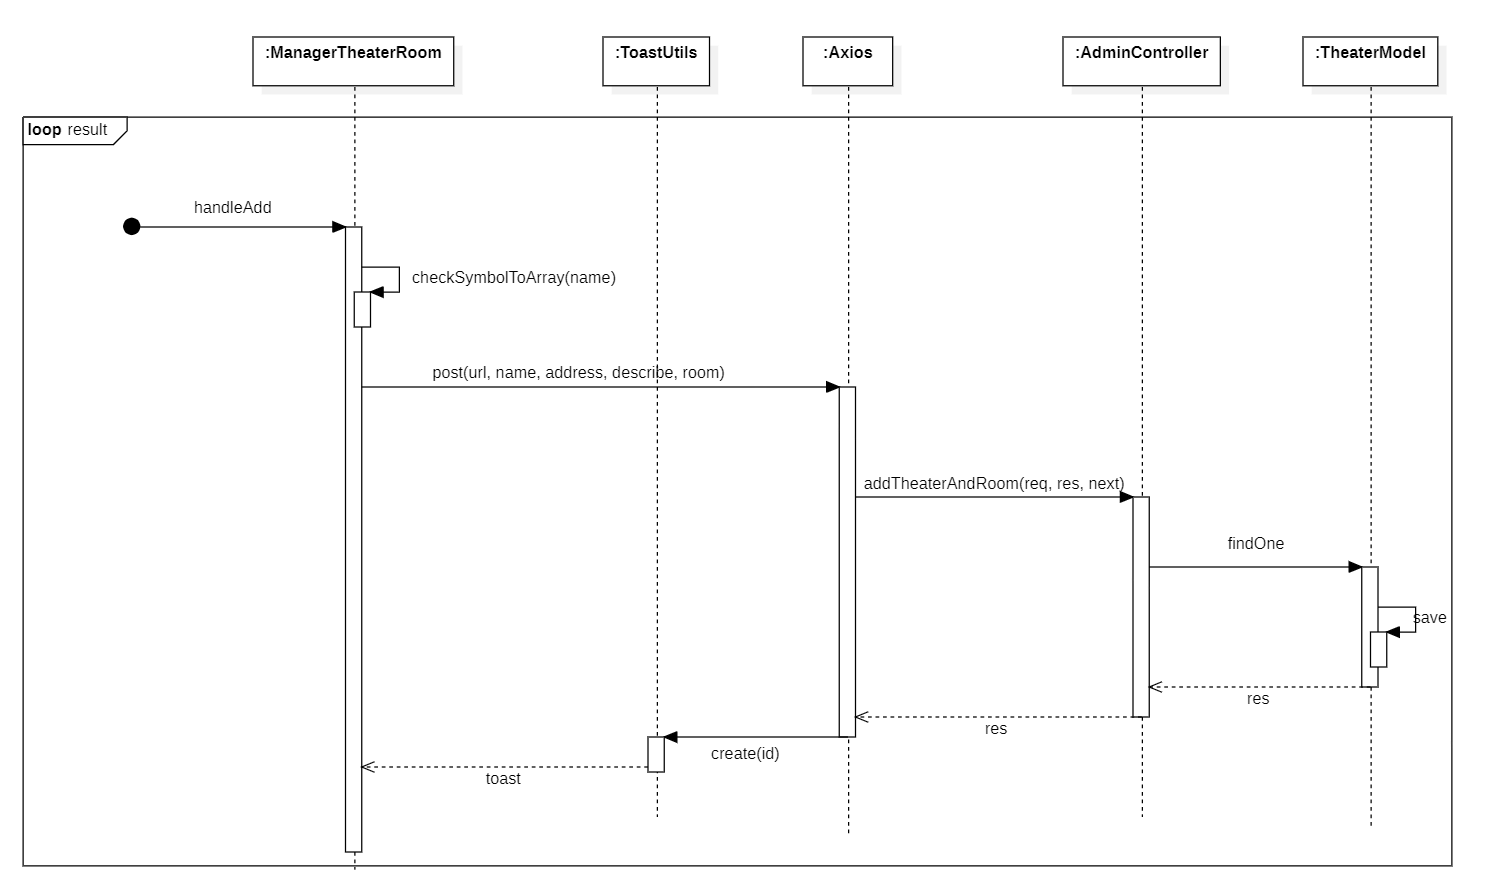 :ManagerTheaterRoom
:ToastUtils
:Axios
:AdminController
:TheaterModel
loop result
handleAdd
checkSymbolToArray(name)
post(url, name, address, describe, room)
addTheaterAndRoom(req, res, next)
findOne
save
res
res
create(id)
toast